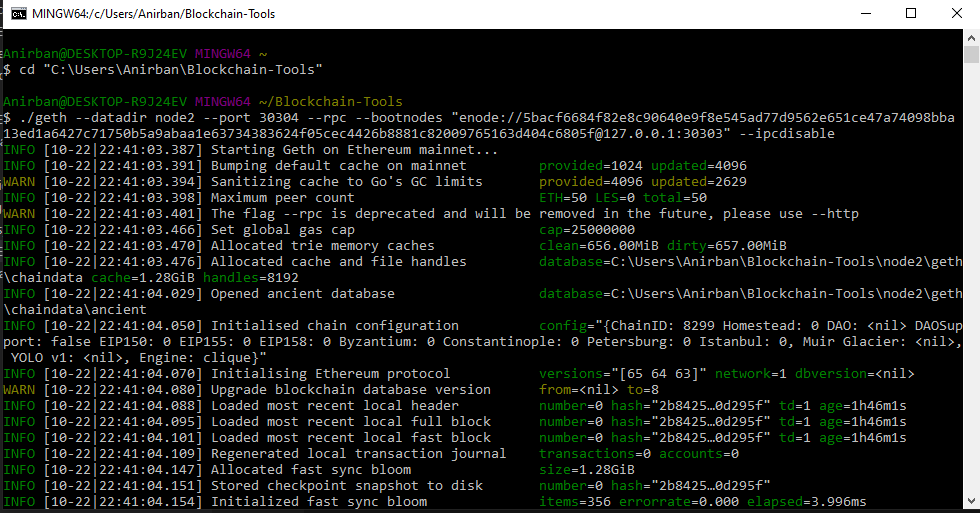 MINGW64:/c/Users/Anirban/Blockchain-Tools
Anirban@DESKTOP-R9J24EV MINGW64 ~
$ cd "C:\Users\Anirban\Blockchain-Tools"
Anirban@DESKTOP-R9J24EV MINGW64 ~/Blockchain-Tools
$ ./geth --datadir node2 --port 30304 --rpc --bootnodes "enode://5bacf6684f82e8c90640e9f8e545ad77d9562e651ce47a74098bba
13ed1a6427c71750b5a9abaa1e63734383624f05cec4426b8881c82009765163d404c6805f@127.0.0.1:30303" --ipcdisable
INFO [10-22|22:41:03.387] Starting Geth on Ethereum mainnet...
INFO [10-22|22:41:03.391] Bumping default cache on mainnet provided=1024 updated=4096
WARN [10-22|22:41:03.394] Sanitizing cache to Go's GC limits provided=4096 updated=2629
INFO [10-22|22:41:03.398] Maximum peer count ETH=50 LES=0 total=50
WARN [10-22|22:41:03.401] The flag --rpc is deprecated and will be removed in the future, please use --http
INFO [10-22|22:41:03.466] Set global gas cap cap=25000000
INFO [10-22|22:41:03.470] Allocated trie memory caches clean=656.00MiB dirty=657.00MiB
INFO [10-22|22:41:03.476] Allocated cache and file handles database=C:\Users\Anirban\Blockchain-Tools\node2\geth
\chaindata cache=1.28GiB handles=8192
INFO [10-22|22:41:04.029] Opened ancient database database=C:\Users\Anirban\Blockchain-Tools\node2\geth
\chaindata\ancient
INFO [10-22|22:41:04.050] Initialised chain configuration config="{ChainID: 8299 Homestead: 0 DAO: <nil> DAOSup
port: false EIP150: 0 EIP155: 0 EIP158: 0 Byzantium: 0 Constantinople: 0 Petersburg: 0 Istanbul: 0, Muir Glacier: <nil>,
YOLO v1: <nil>, Engine: clique}"
INFO [10-22|22:41:04.070] Initialising Ethereum protocol versions="[65 64 63]" network=1 dbversion=<nil>
WARN [10-22|22:41:04.080] Upgrade blockchain database version from=<nil> to=8
INFO [10-22|22:41:04.088] Loaded most recent local header number=0 hash="2b8425…0d295f" td=1 age=1h46m1s
INFO [10-22|22:41:04.095] Loaded most recent local full block number=0 hash="2b8425…0d295f" td=1 age=1h46m1s
INFO [10-22|22:41:04.101] Loaded most recent local fast block number=0 hash="2b8425…0d295f" td=1 age=1h46m1s
INFO [10-22|22:41:04.109] Regenerated local transaction journal transactions=0 accounts=0
INFO [10-22|22:41:04.147] Allocated fast sync bloom size=1.28GiB
INFO [10-22|22:41:04.151] Stored checkpoint snapshot to disk number=0 hash="2b8425…0d295f"
INFO [10-22|22:41:04.154] Initialized fast sync bloom items=356 errorrate=0.000 elapsed=3.996ms